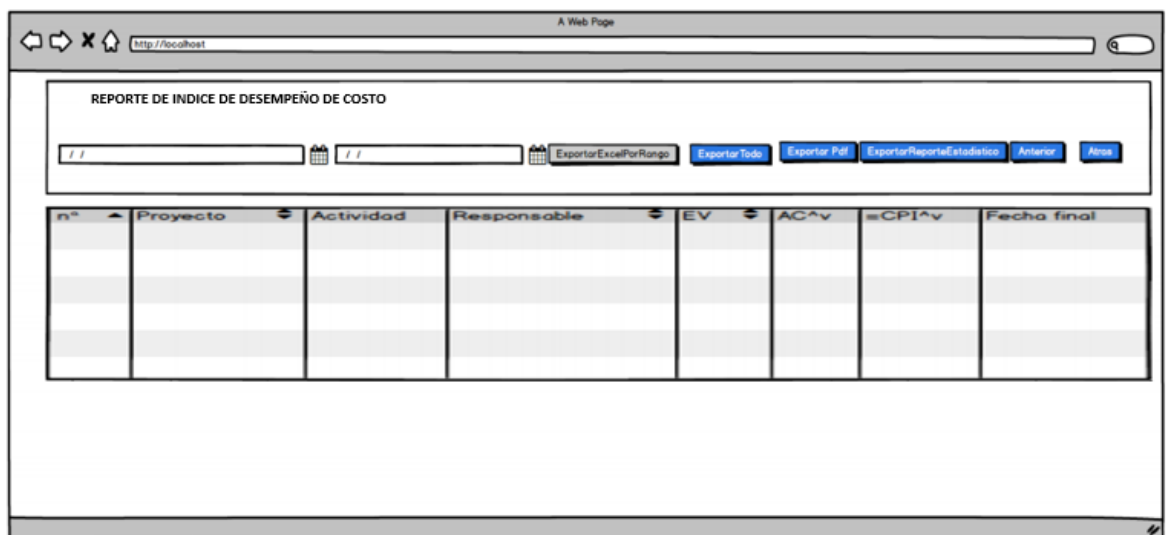 A Web Page
http://localhost
REPORTE DE INDICE DE DESEMPEÑO DE COSTO
/ / / / ExportarExcelPorRango ExportarTodo Exportar Pdf ExportarReporteEstadistico Anterior Atras
n° Proyecto Actividad Responsable EV AC^v =CPI^v Fecha final